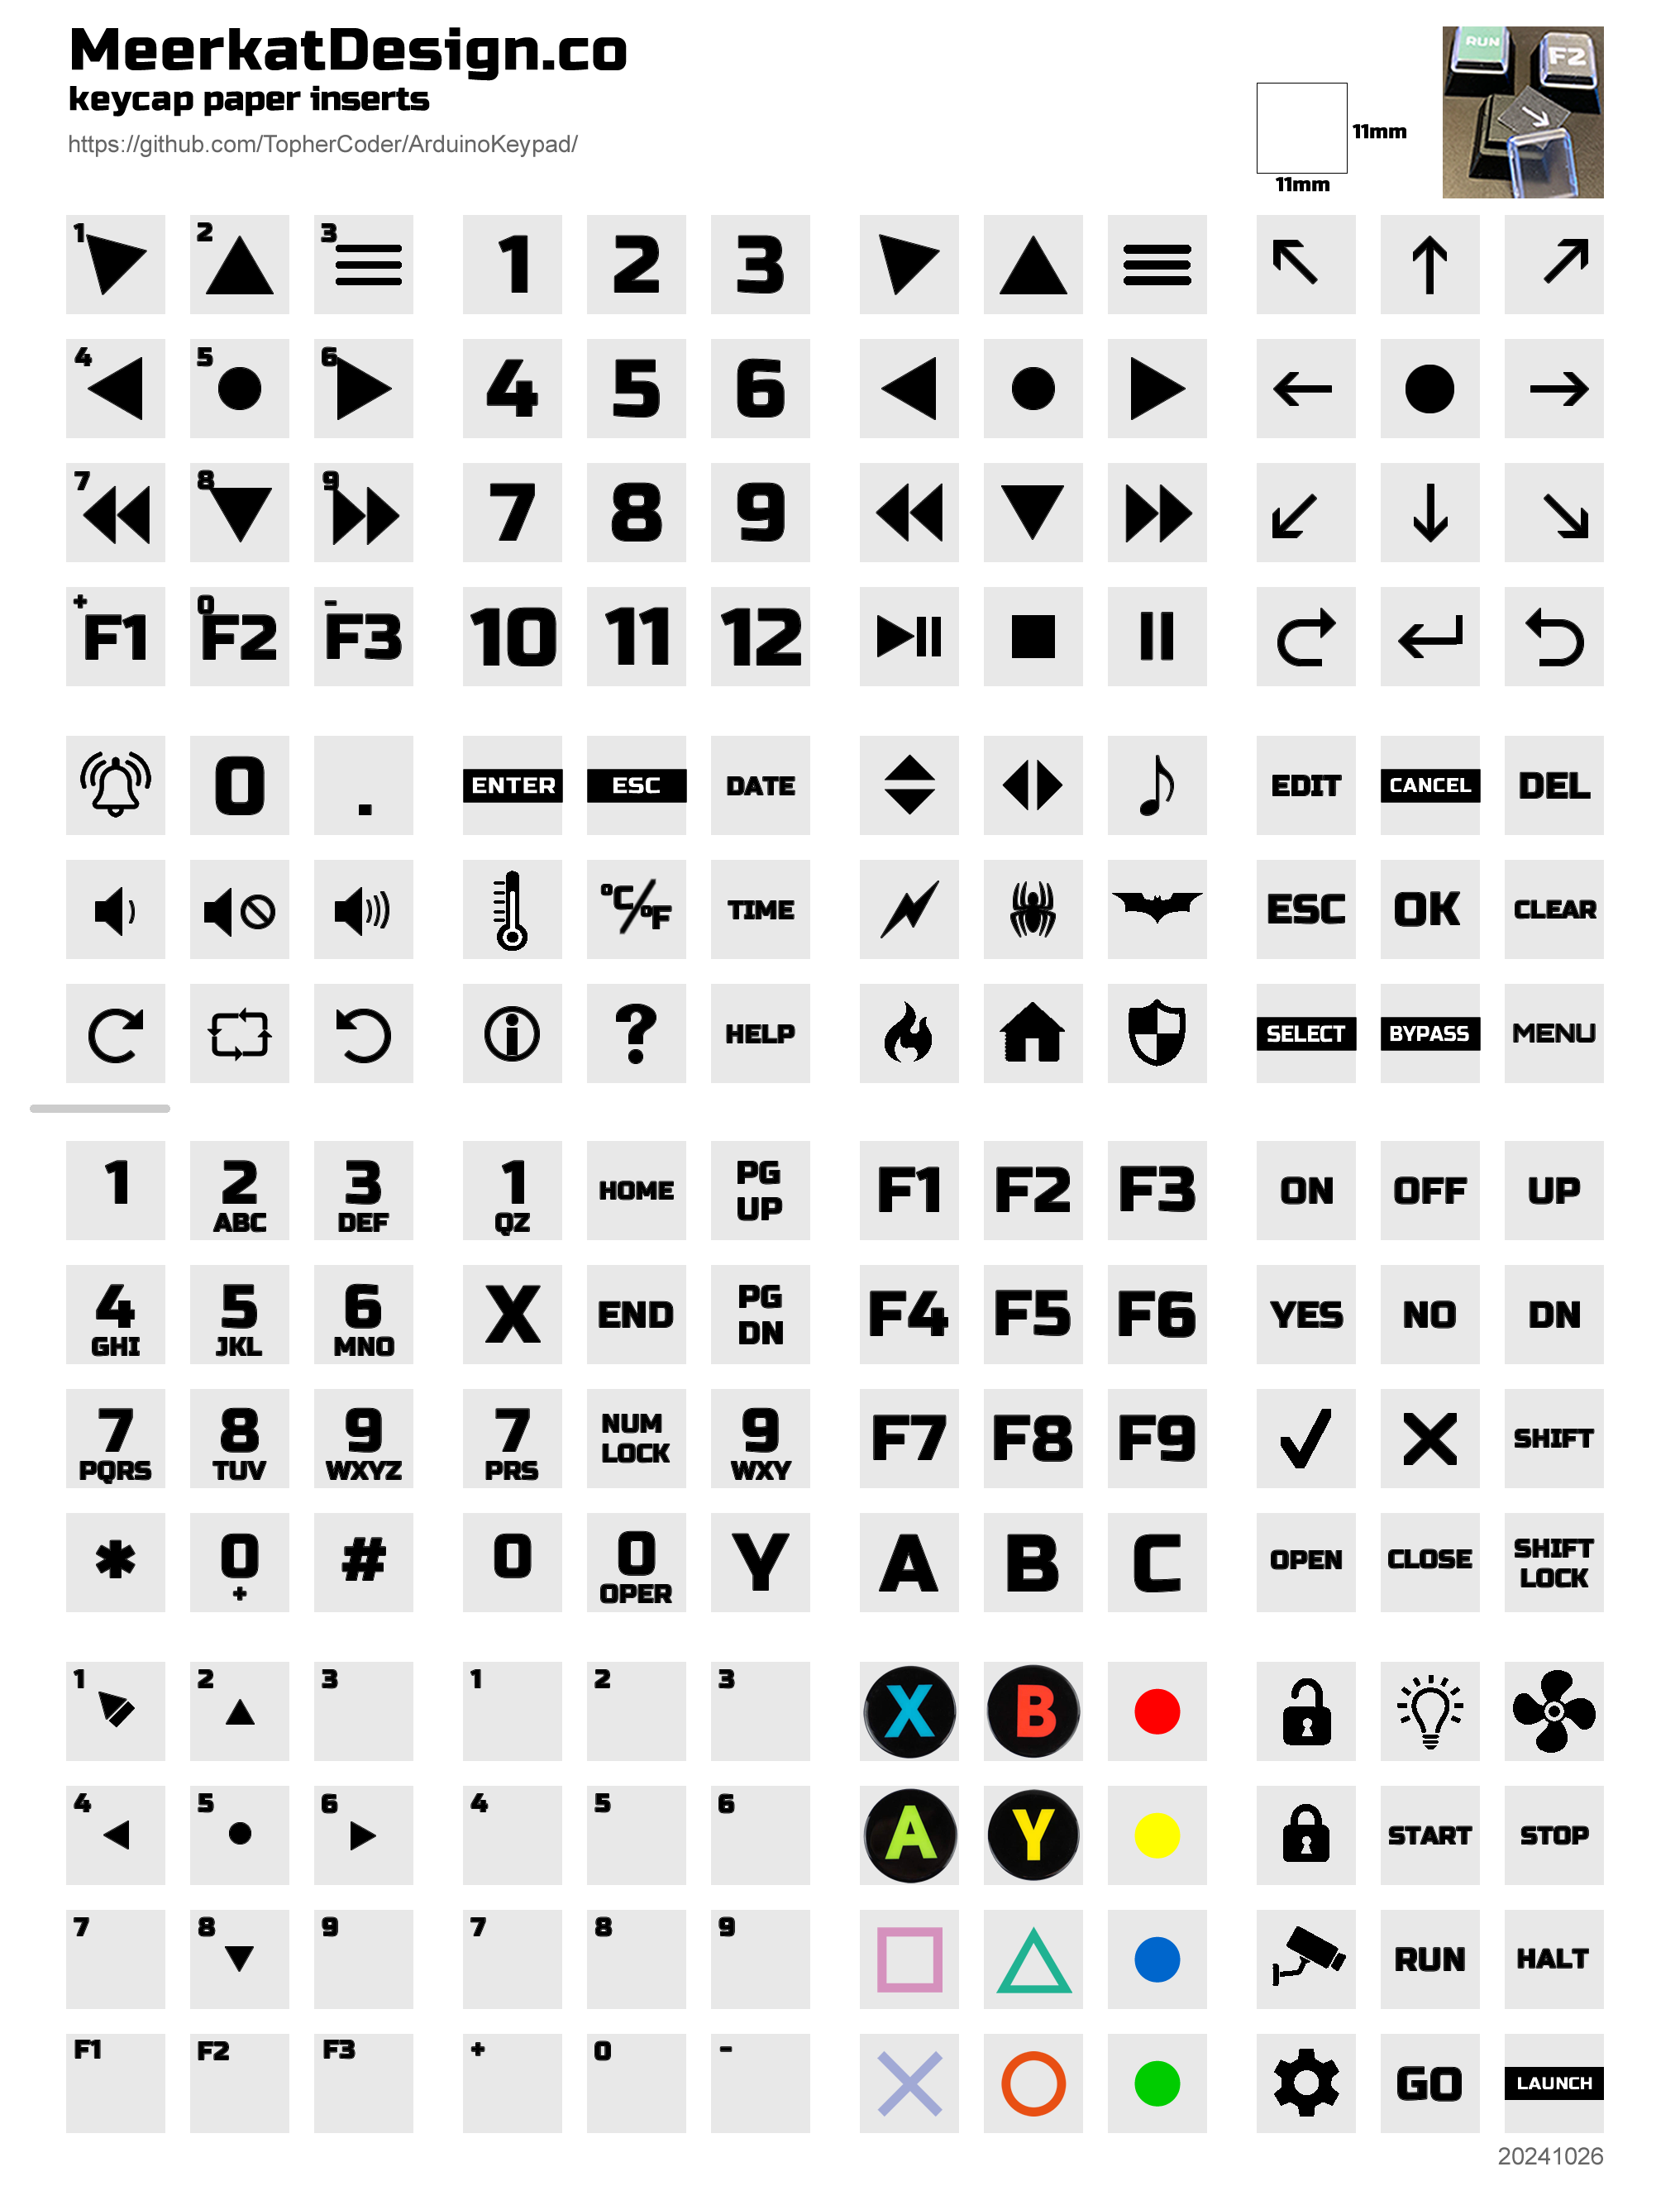 MeerkatDesign.co
keycap paper inserts
https://github.com/TopherCoder/ArduinoKeypad/
11mm
11mm
RUN
F2
1 2 3 1 2 3
4 5 6 4 5 6
7 8 9 7 8 9
+ 0 -
F1 F2 F3 10 11 12
0 . ENTER ESC DATE EDIT CANCEL DEL
°C/°F TIME ESC OK CLEAR
? HELP SELECT BYPASS MENU
1 2 3 1 HOME PG UP F1 F2 F3 ON OFF UP
ABC DEF QZ
4 5 6 X END PG DN F4 F5 F6 YES NO DN
GHI JKL MNO
7 8 9 7 NUM LOCK 9 F7 F8 F9 SHIFT
PQRS TUV WXYZ PRS WXY
* 0 # 0 0 Y A B C OPEN CLOSE SHIFT LOCK
+ OPER
1 2 3 1 2 3 X B
4 5 6 4 5 6 A Y START STOP
7 8 9 7 8 9 RUN HALT
F1 F2 F3 + 0 - GO LAUNCH
20241026